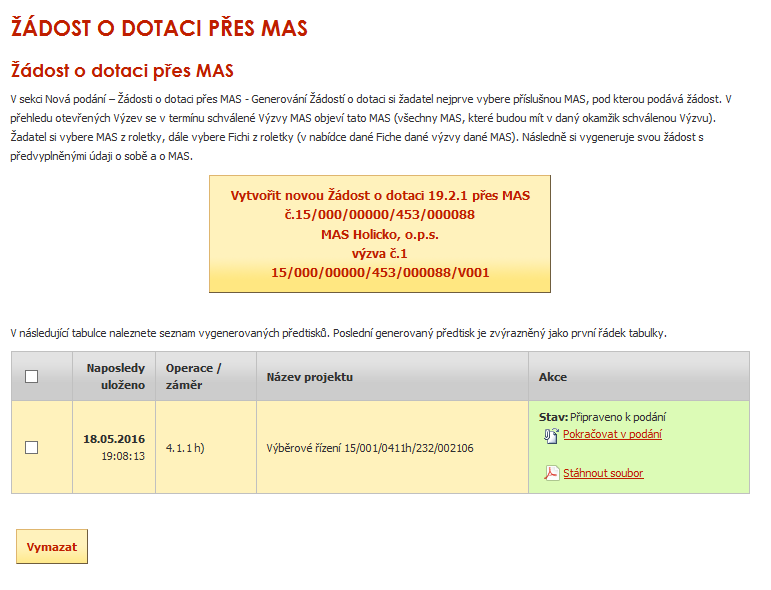 ŽÁDOST O DOTACI PŘES MAS
Žádost o dotaci přes MAS
V sekci Nová podání – Žádosti o dotaci přes MAS - Generování Žádostí o dotaci si žadatel nejprve vybere příslušnou MAS, pod kterou podává žádost. V
přehledu otevřených Výzev se v termínu schválené Výzvy MAS objeví tato MAS (všechny MAS, které budou mít v daný okamžik schválenou Výzvu).
Žadatel si vybere MAS z roletky, dále vybere Fichi z roletky (v nabídce dané Fiche dané výzvy dané MAS). Následně si vygeneruje svou žádost s
předvyplněnými údaji o sobě a o MAS.
Vytvořit novou Žádost o dotaci 19.2.1 přes MAS
č.15/000/00000/453/000088
MAS Holicko, o.p.s.
výzva č.1
15/000/00000/453/000088/V001
V následující tabulce naleznete seznam vygenerovaných předtisků. Poslední generovaný předtisk je zvýrazněný jako první řádek tabulky.
Naposledy uloženo
Operace / záměr
Název projektu
Akce
18.05.2016
19:08:13
4.1.1 h)
Výběrové řízení 15/001/0411h/232/002106
Stav: Připraveno k podání
Pokračovat v podání
Stáhnout soubor
Vymazat